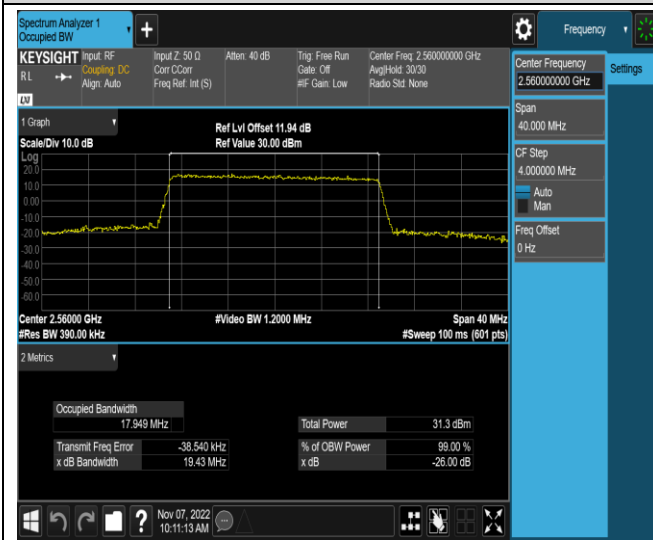 Spectrum Analyzer 1
Occupied BW
+
Frequency
KEYSIGHT
RL
LXI
Input: RF
Coupling: DC
Align: Auto
Input Z: 50 Ω
Corr CCorr
Freq Ref: Int (S)
Atten: 40 dB
Trig: Free Run
Gate: Off
#IF Gain: Low
Center Freq: 2.560000000 GHz
Avg|Hold: 30/30
Radio Std: None
Center Frequency
2.560000000 GHz
Settings
Span
40.000 MHz
CF Step
4.000000 MHz
Auto
Man
Freq Offset
0 Hz
1 Graph
Scale/Div 10.0 dB
Ref Lvl Offset 11.94 dB
Ref Value 30.00 dBm
Log
20.0
10.0
0.00
-10.0
-20.0
-30.0
-40.0
-50.0
-60.0
Center 2.56000 GHz
#Video BW 1.2000 MHz
Span 40 MHz
#Res BW 390.00 kHz
#Sweep 100 ms (601 pts)
2 Metrics
Occupied Bandwidth
17.949 MHz
Total Power 31.3 dBm
Transmit Freq Error -38.540 kHz
% of OBW Power 99.00 %
x dB Bandwidth 19.43 MHz
x dB -26.00 dB
?
Nov 07, 2022
10:11:13 AM